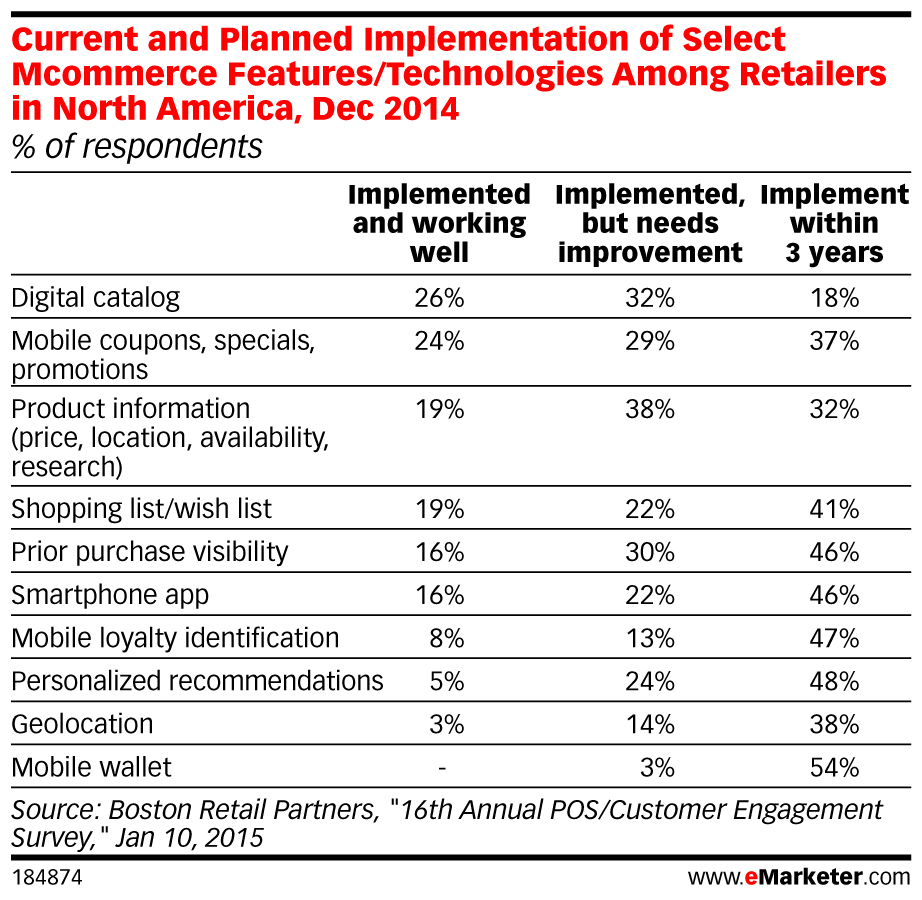 Current and Planned Implementation of Select
Mcommerce Features/Technologies Among Retailers
in North America, Dec 2014
% of respondents
Implemented and working well Implemented, but needs improvement Implement within 3 years
Digital catalog 26% 32% 18%
Mobile coupons, specials, 24% 29% 37%
promotions
Product information 19% 38% 32%
(price, location, availability,
research)
Shopping list/wish list 19% 22% 41%
Prior purchase visibility 16% 30% 46%
Smartphone app 16% 22% 46%
Mobile loyalty identification 8% 13% 47%
Personalized recommendations 5% 24% 48%
Geolocation 3% 14% 38%
Mobile wallet - 3% 54%
Source: Boston Retail Partners, "16th Annual POS/Customer Engagement
Survey," Jan 10, 2015
184874 www.eMarketer.com